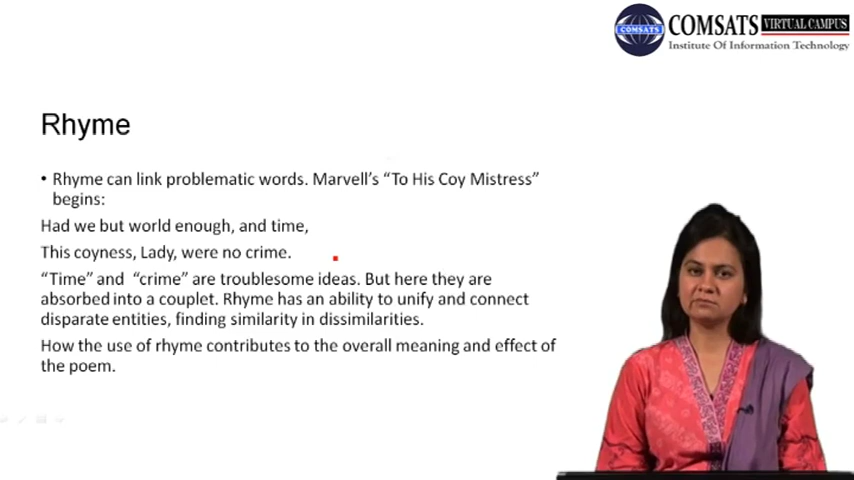 COMSATS
COMSATS VIRTUAL CAMPUS
Institute Of Information Technology
Rhyme
• Rhyme can link problematic words. Marvell’s “To His Coy Mistress”
begins:
Had we but world enough, and time,
This coyness, Lady, were no crime.
“Time” and “crime” are troublesome ideas. But here they are
absorbed into a couplet. Rhyme has an ability to unify and connect
disparate entities, finding similarity in dissimilarities.
How the use of rhyme contributes to the overall meaning and effect of
the poem.